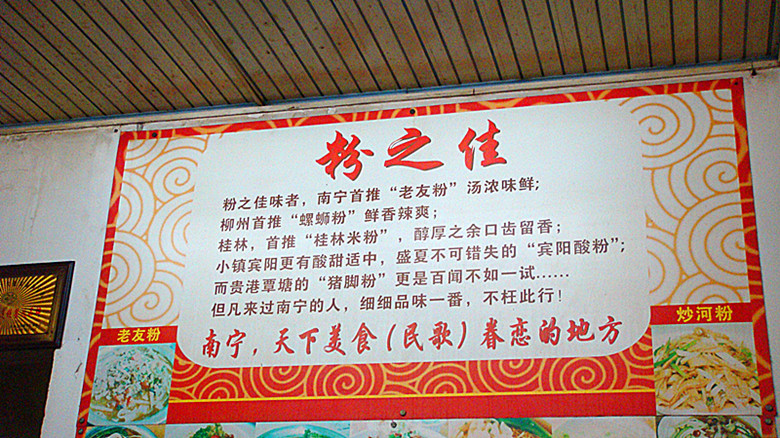 粉之佳
粉之佳味者，南宁首推“老友粉”汤浓味鲜；
柳州首推“螺蛳粉”鲜香辣爽；
桂林，首推“桂林米粉”，醇厚之余口齿留香；
小镇宾阳更有酸甜适中，盛夏不可错失的“宾阳酸粉”；
而贵港覃塘的“猪脚粉”更是百闻不如一试……
但凡来过南宁的人，细细品味一番，不枉此行！
南宁，天下美食（民歌）眷恋的地方
老友粉
炒河粉